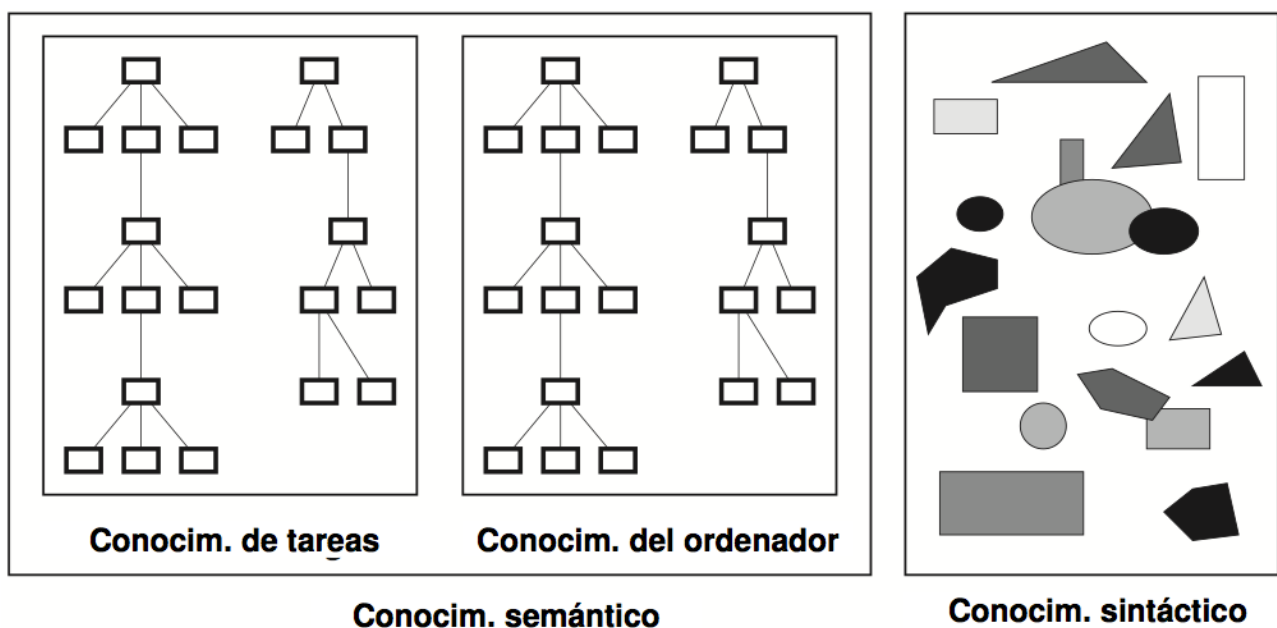 Conocim. de tareas
Conocim. del ordenador
Conocim. semántico
Conocim. sintáctico